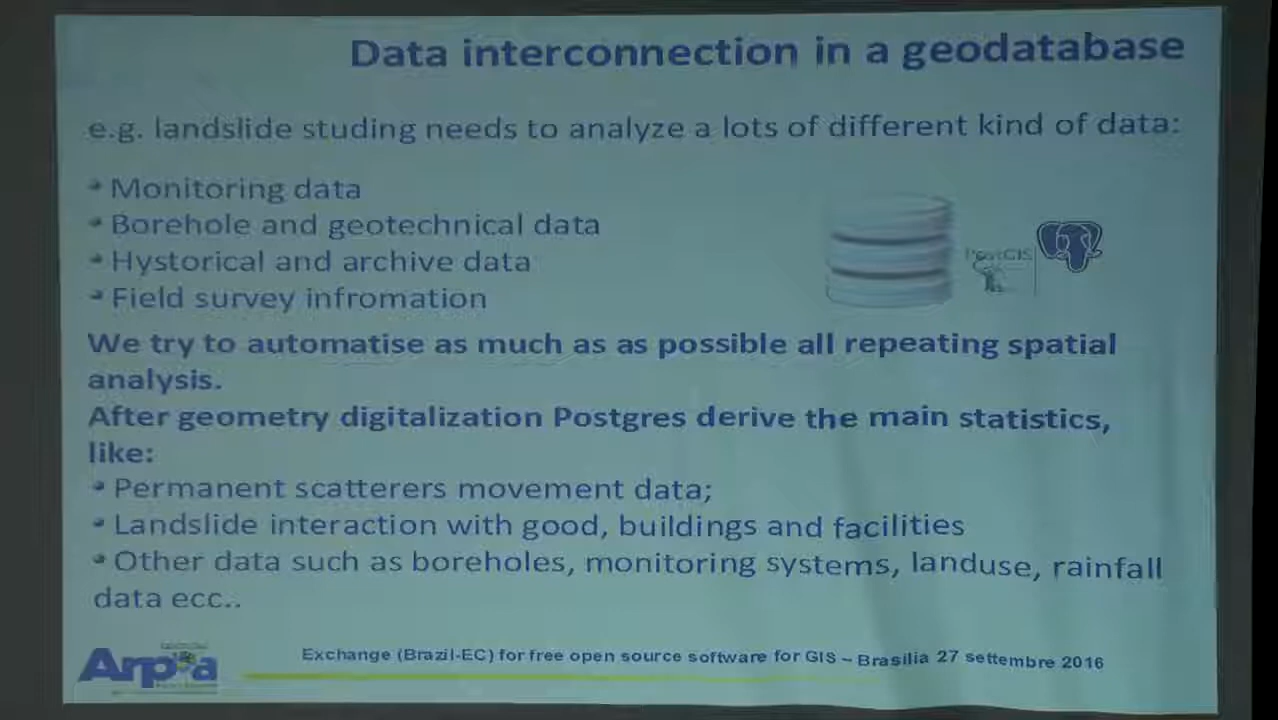 Data interconnection in a geodatabase
e.g. landslide studing needs to analyze a lots of different kind of data:
Monitoring data
Borehole and geotechnical data
Hystorical and archive data
Field survey infromation
PostGIS
We try to automatise as much as as possible all repeating spatial
analysis.
After geometry digitalization Postgres derive the main statistics,
like:
Permanent scatterers movement data;
Landslide interaction with good, buildings and facilities
Other data such as boreholes, monitoring systems, landuse, rainfall
data ecc..
Arpa
Exchange (Brazil-EC) for free open source software for GIS – Brasilia 27 settembre 2016